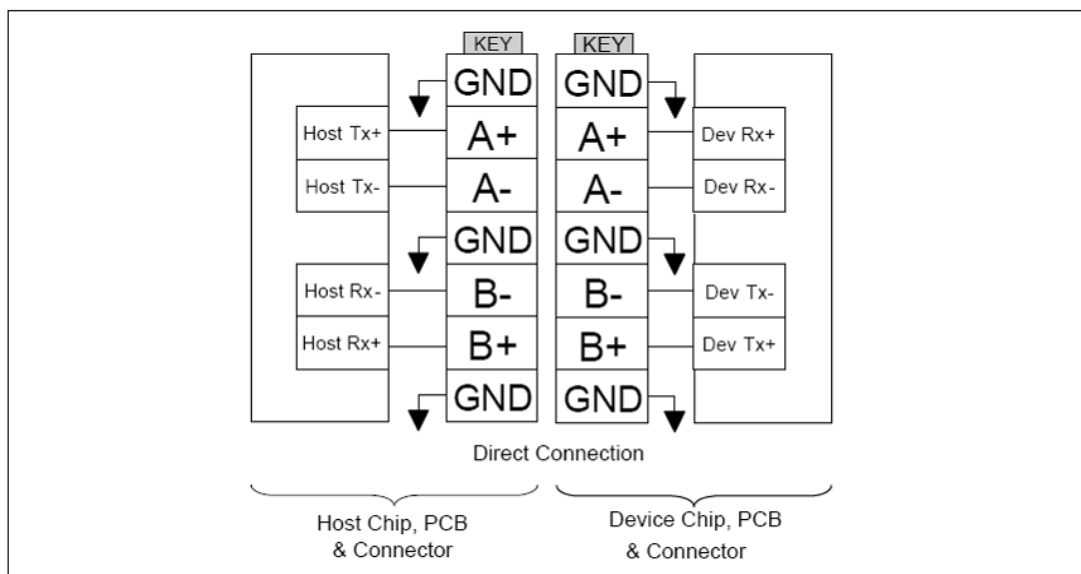 KEY KEY
GND GND
Host Tx+ A+ A+ Dev Rx+
Host Tx- A- A- Dev Rx-
GND GND
Host Rx- B- B- Dev Tx-
Host Rx+ B+ B+ Dev Tx+
GND GND
Direct Connection
Host Chip, PCB Device Chip, PCB
& Connector & Connector